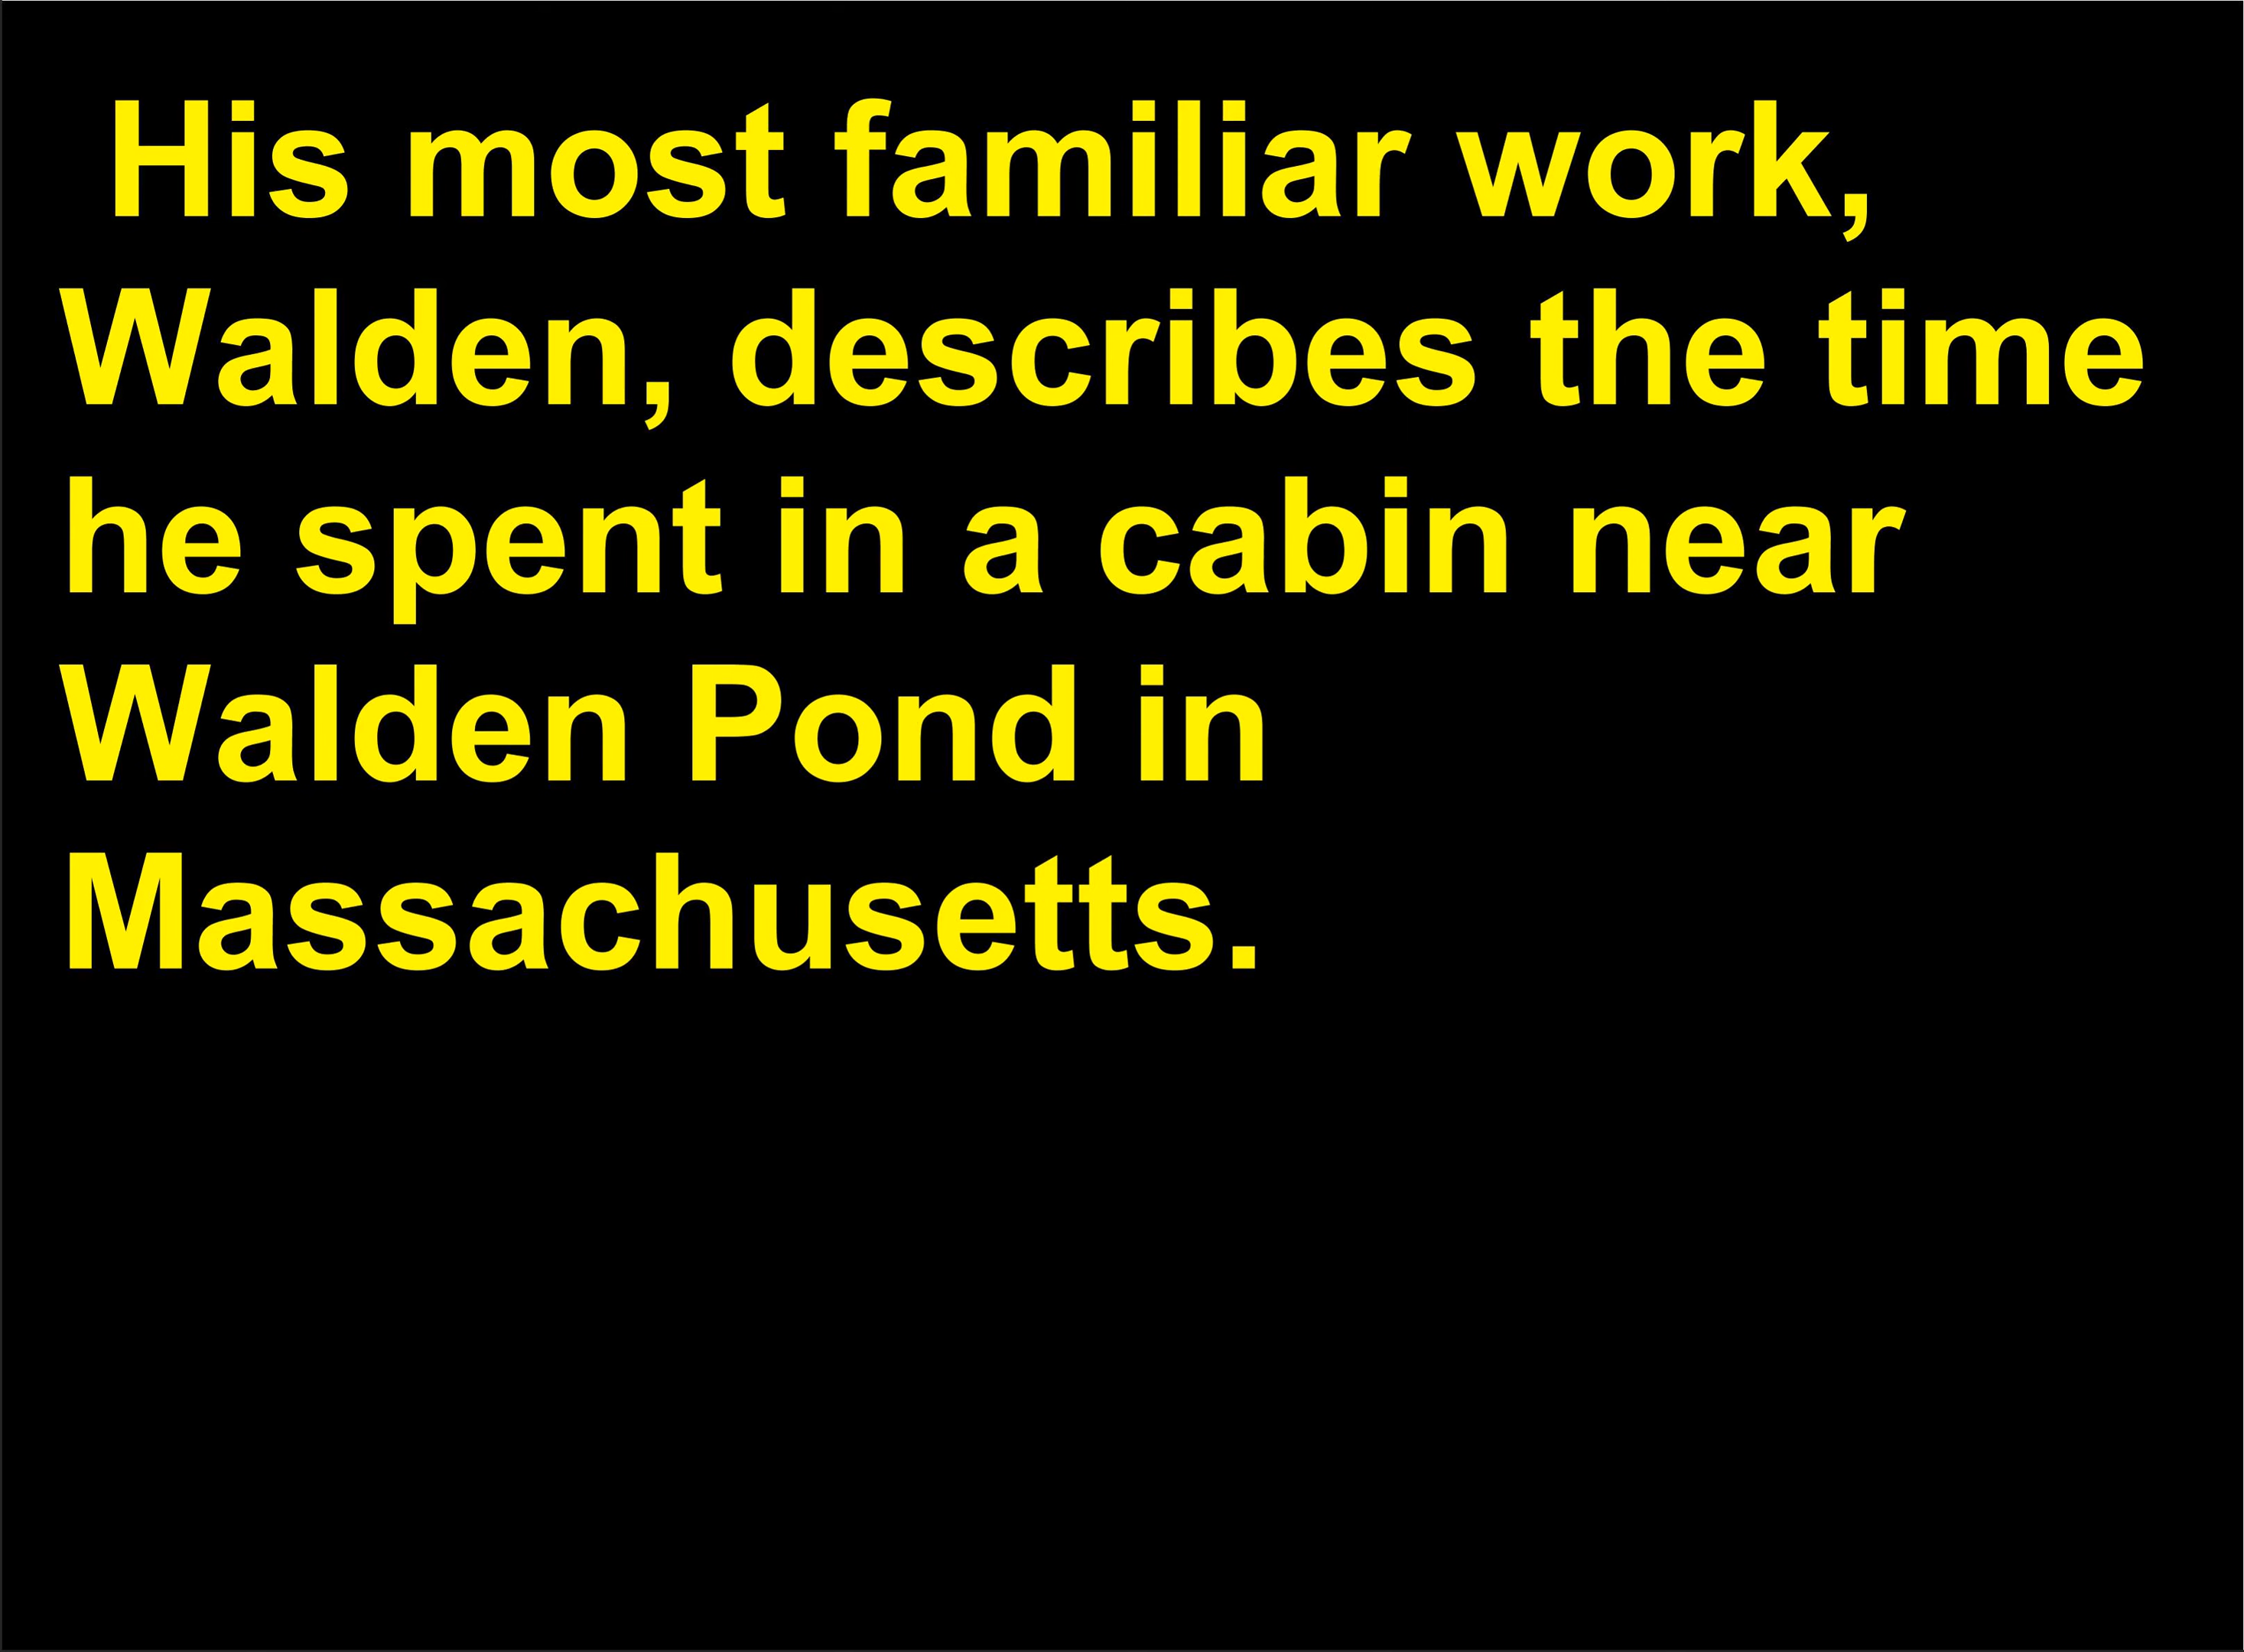 His most familiar work,
Walden, describes the time
he spent in a cabin near
Walden Pond in
Massachusetts.